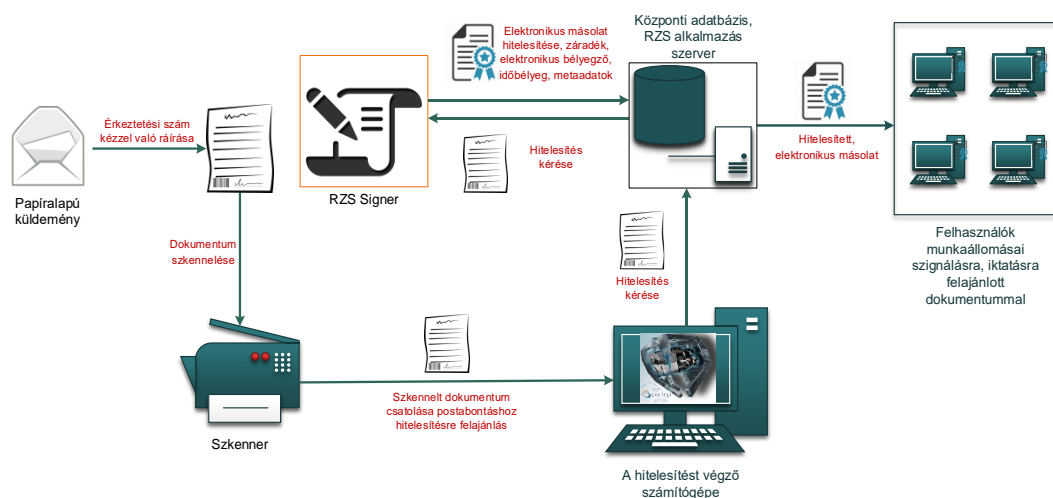 Elektronikus másolat
hitelesítése, záradék,
elektronikus bélyegző,
időbélyeg, metaadatok
Központi adatbázis,
RZS alkalmazás
szerver
Érkeztetési szám
kézzel való ráírása
Papíralapú
küldemény
RZS Signer
Hitelesítés
kérése
Hitelesített,
elektronikus másolat
Felhasználók
munkaállomásai
szignálásra, iktatásra
felajánlott
dokumentummal
Dokumentum
szkennelése
Hitelesítés
kérése
Szkenner
Szkennelt dokumentum
csatolása postabontáshoz
hitelesítésre felajánlás
A hitelesítést végző
számítógépe